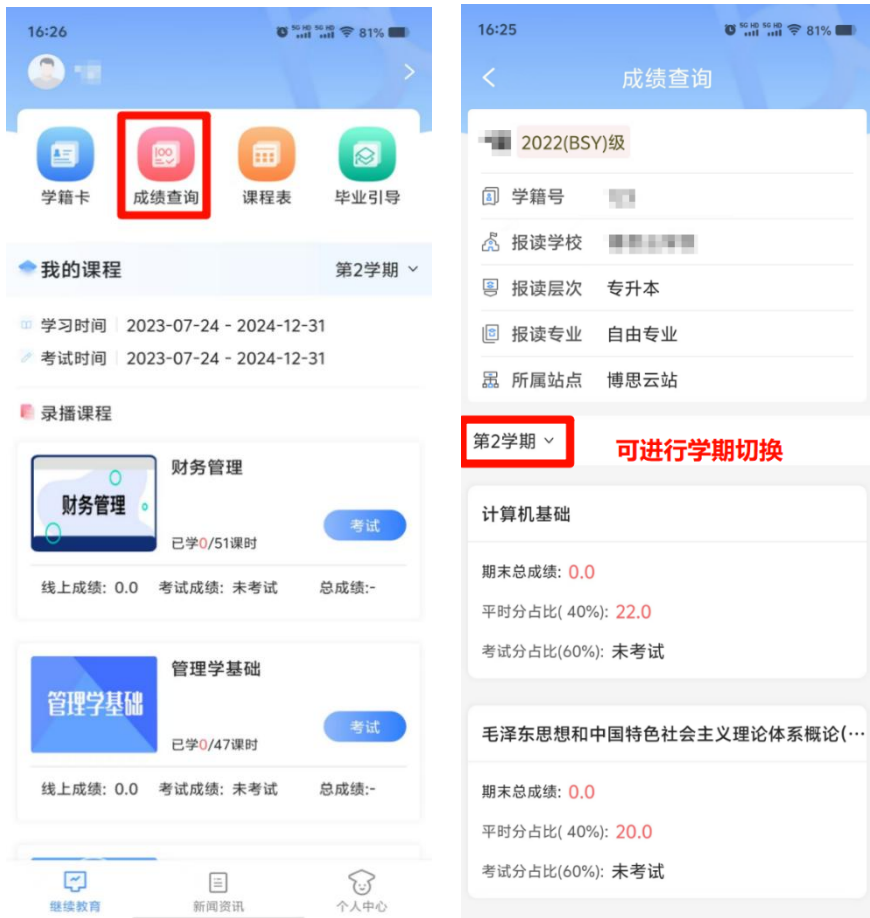 16:26
5G HD 5G HD 81%
学籍卡
成绩查询
课程表
毕业引导
我的课程
第2学期
学习时间 2023-07-24 - 2024-12-31
考试时间 2023-07-24 - 2024-12-31
录播课程
财务管理
财务管理
考试
已学0/51课时
线上成绩: 0.0 考试成绩: 未考试 总成绩:-
管理学基础
管理学基础
考试
已学0/47课时
线上成绩: 0.0 考试成绩: 未考试 总成绩:-
继续教育
新闻资讯
个人中心
16:25
5G HD 5G HD 81%
成绩查询
2022(BSY)级
学籍号
报读学校
报读层次 专升本
报读专业 自由专业
所属站点 博思云站
第2学期
可进行学期切换
计算机基础
期末总成绩: 0.0
平时分占比( 40%): 22.0
考试分占比(60%): 未考试
毛泽东思想和中国特色社会主义理论体系概论(···
期末总成绩: 0.0
平时分占比( 40%): 20.0
考试分占比(60%): 未考试